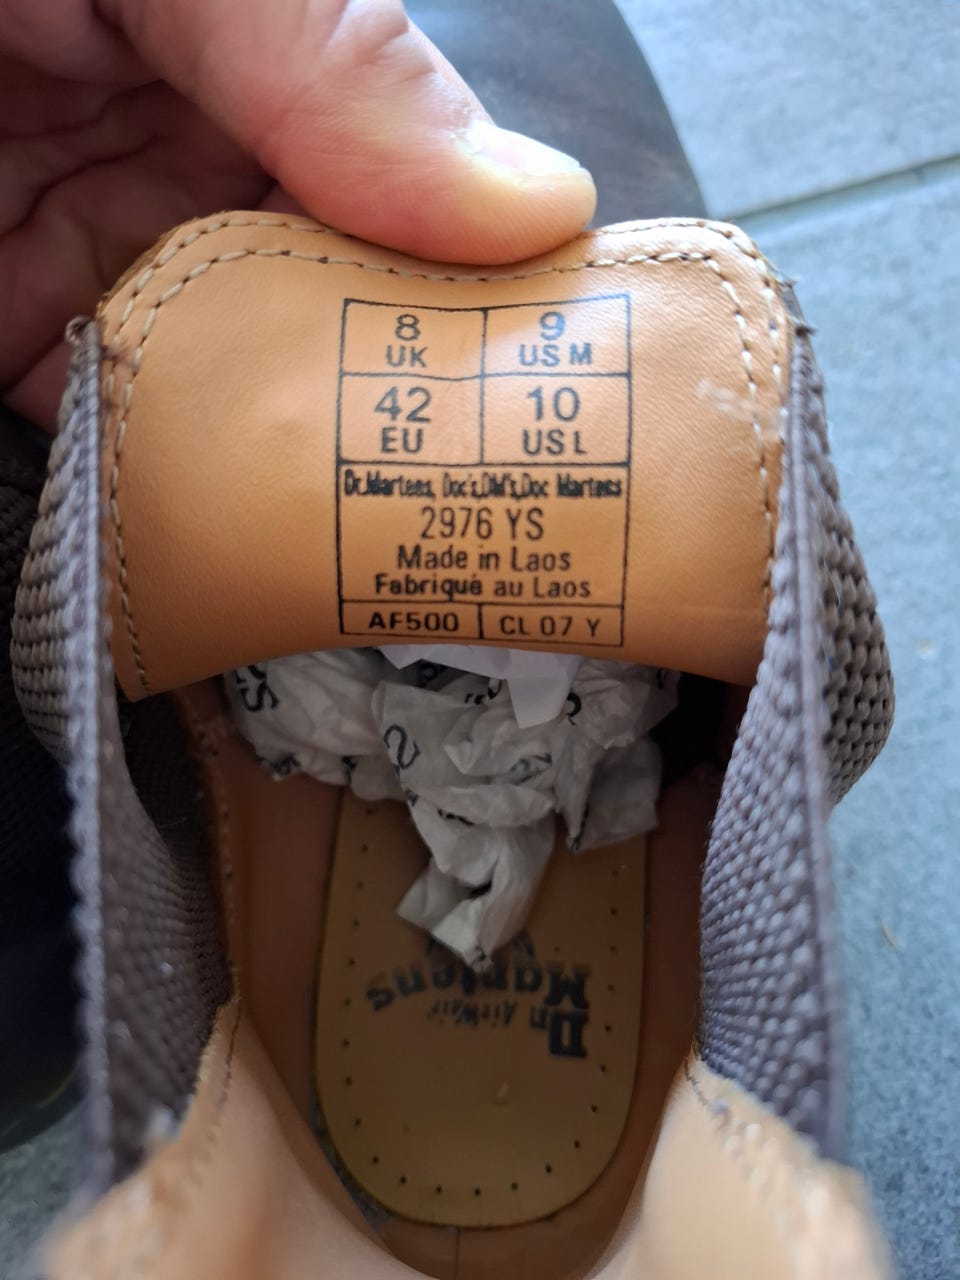 8 9
UK US M
42 10
EU US L
Dr.Martens, Doc's,DM's,Doc Martens
2976 YS
Made in Laos
Fabriqué au Laos
AF500 CL 07 Y
Dr
AirWair
Martens